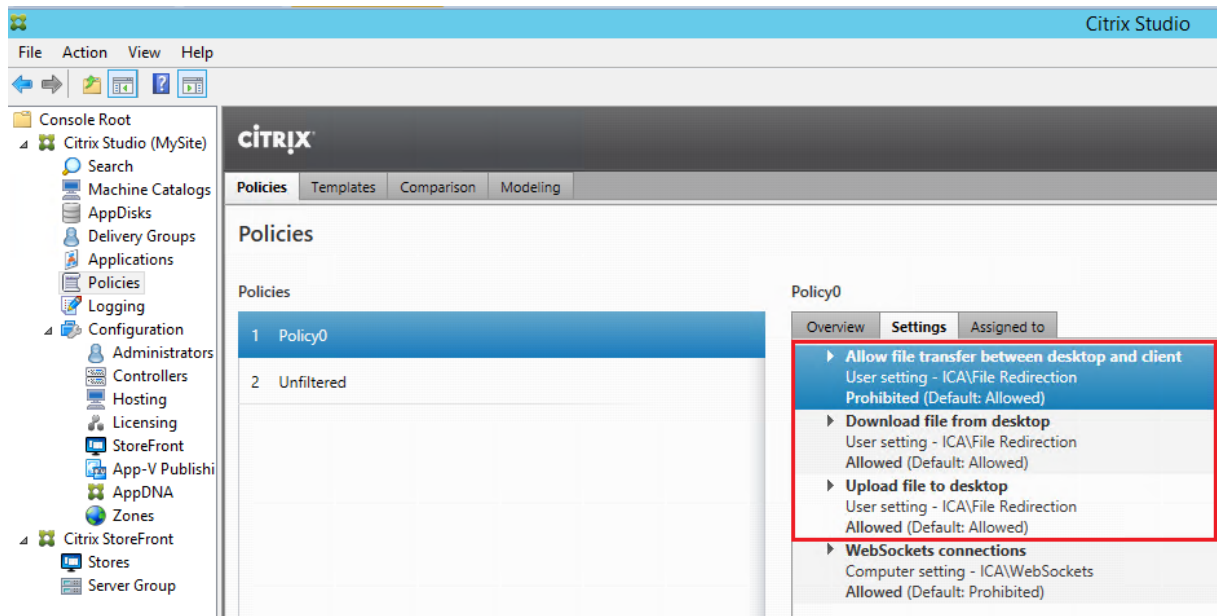 Citrix Studio
File Action View Help
Console Root
Citrix Studio (MySite)
Search
Machine Catalogs
AppDisks
Delivery Groups
Applications
Policies
Logging
Configuration
Administrators
Controllers
Hosting
Licensing
StoreFront
App-V Publishi
AppDNA
Zones
Citrix StoreFront
Stores
Server Group
CITRIX
Policies Templates Comparison Modeling
Policies
Policies
1 Policy0
2 Unfiltered
Policy0
Overview Settings Assigned to
Allow file transfer between desktop and client
User setting - ICA\File Redirection
Prohibited (Default: Allowed)
Download file from desktop
User setting - ICA\File Redirection
Allowed (Default: Allowed)
Upload file to desktop
User setting - ICA\File Redirection
Allowed (Default: Allowed)
WebSockets connections
Computer setting - ICA\WebSockets
Allowed (Default: Prohibited)